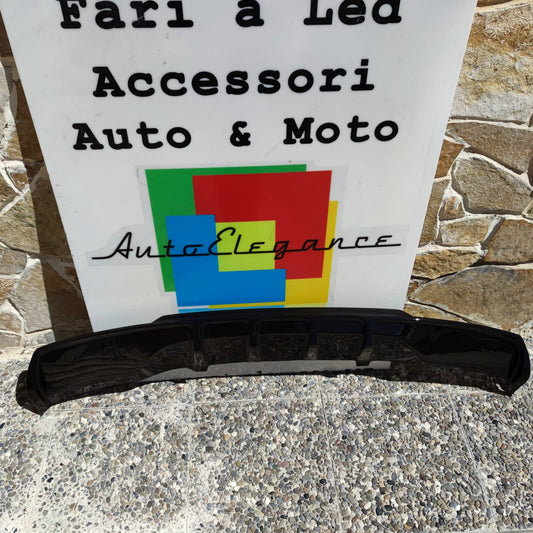 Fari a Led
Accessori
Auto & Moto
AutoElegance